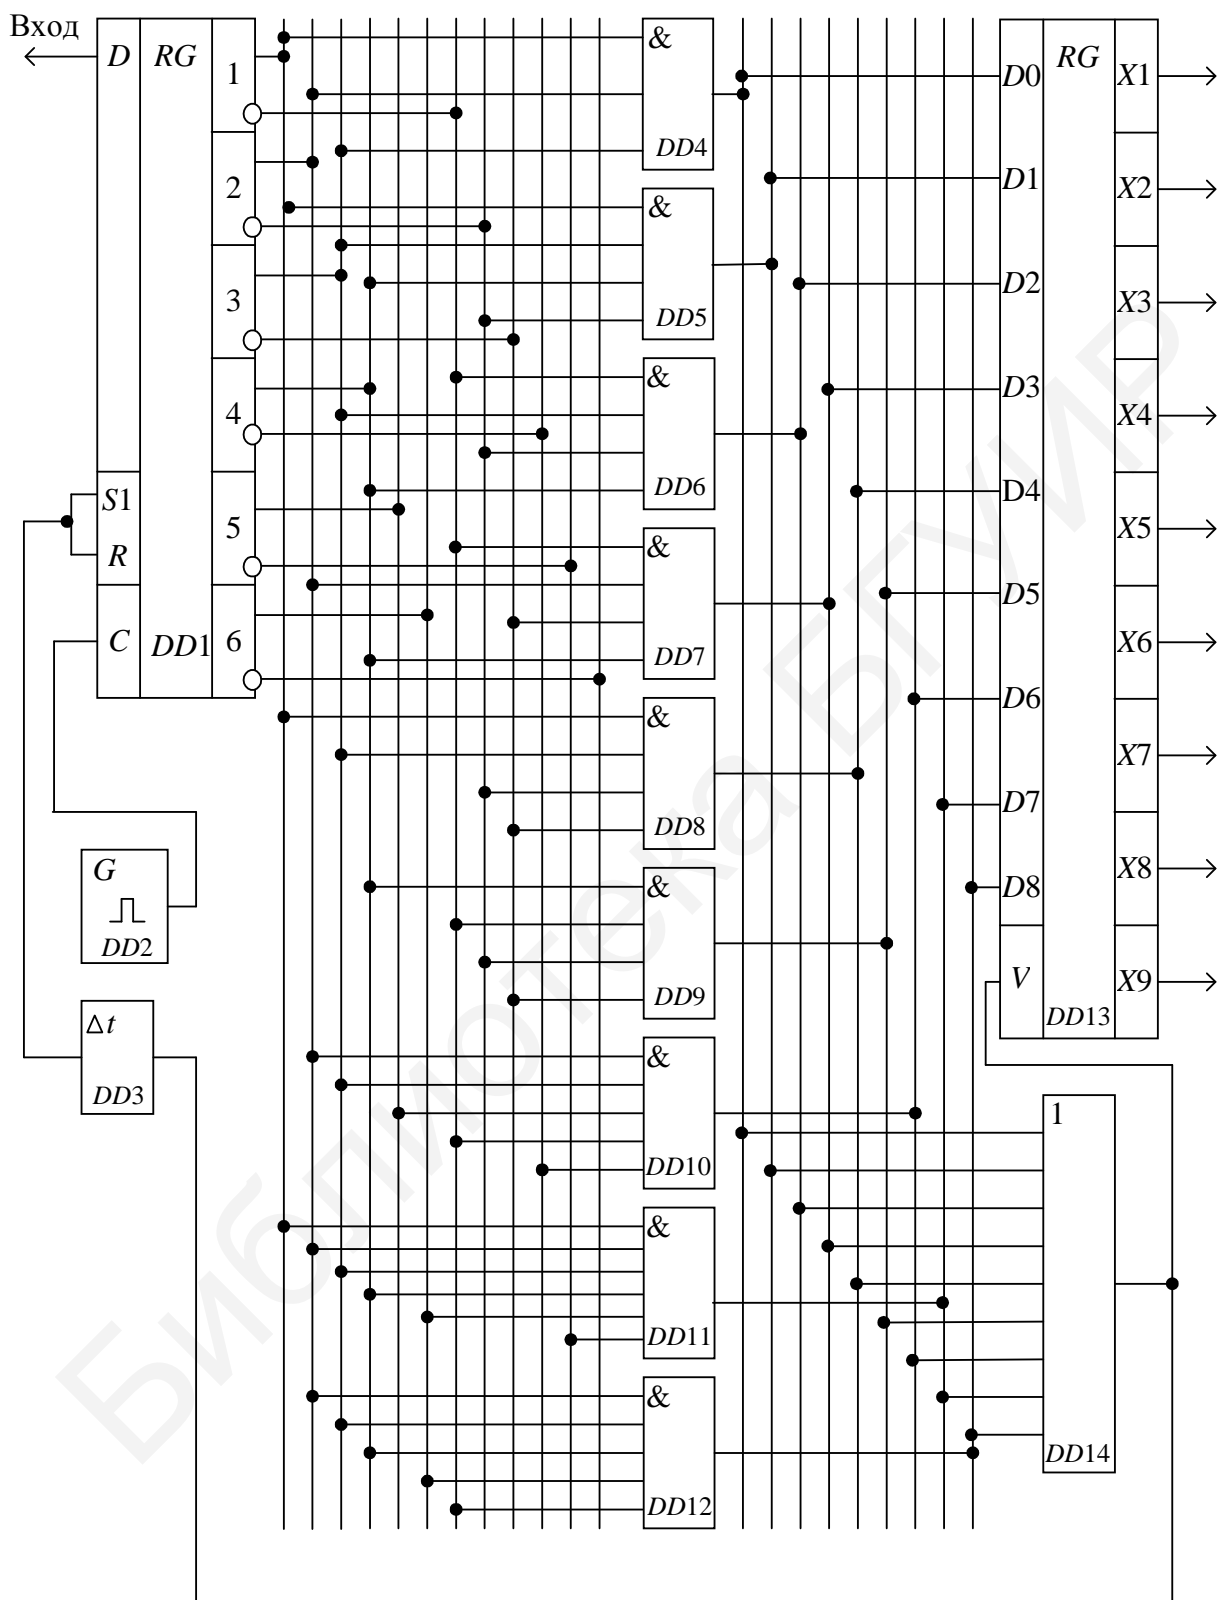 Вход
D
RG
1
2
3
4
5
6
S1
R
C
DD1
G
DD2
Δt
DD3
&
DD4
&
DD5
&
DD6
&
DD7
&
DD8
&
DD9
&
DD10
&
DD11
&
DD12
D0
D1
D2
D3
D4
D5
D6
D7
D8
V
RG
DD13
X1
X2
X3
X4
X5
X6
X7
X8
X9
1
DD14
Библиотека БГУИР